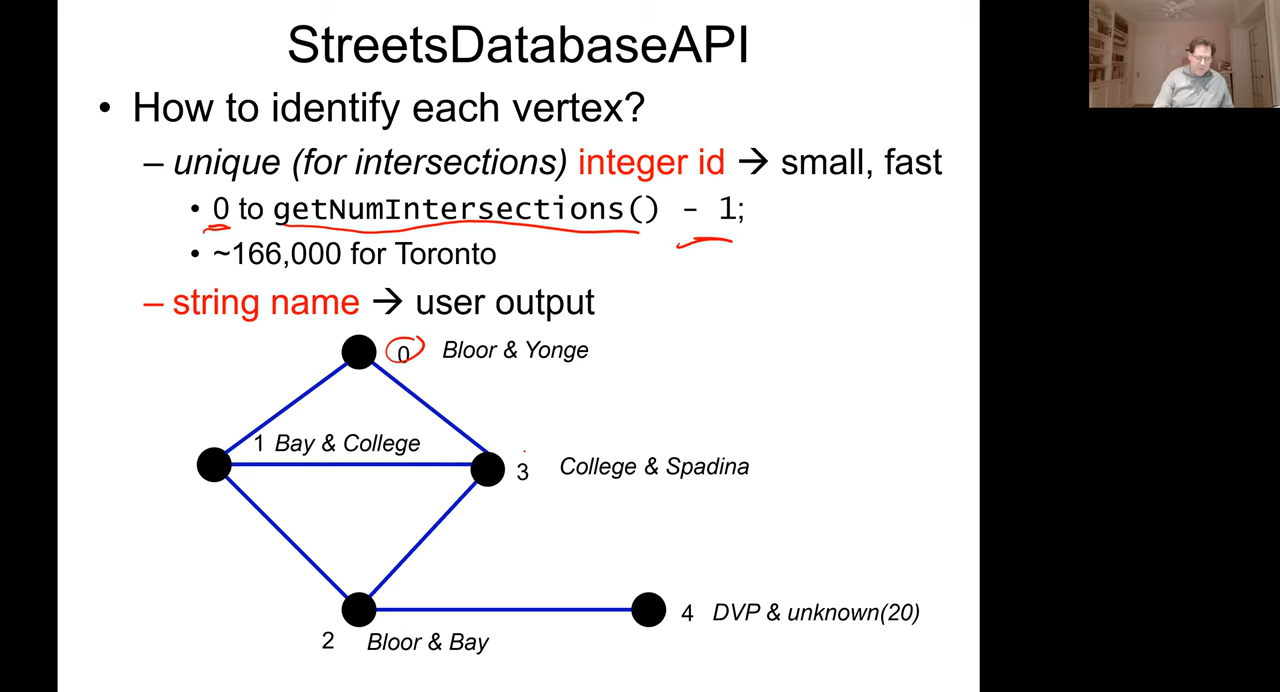 StreetsDatabaseAPI
• How to identify each vertex?
– unique (for intersections) integer id → small, fast
• 0 to getNumIntersections() - 1;
• ~166,000 for Toronto
– string name → user output
0 Bloor & Yonge
1 Bay & College
3 College & Spadina
4 DVP & unknown(20)
2 Bloor & Bay